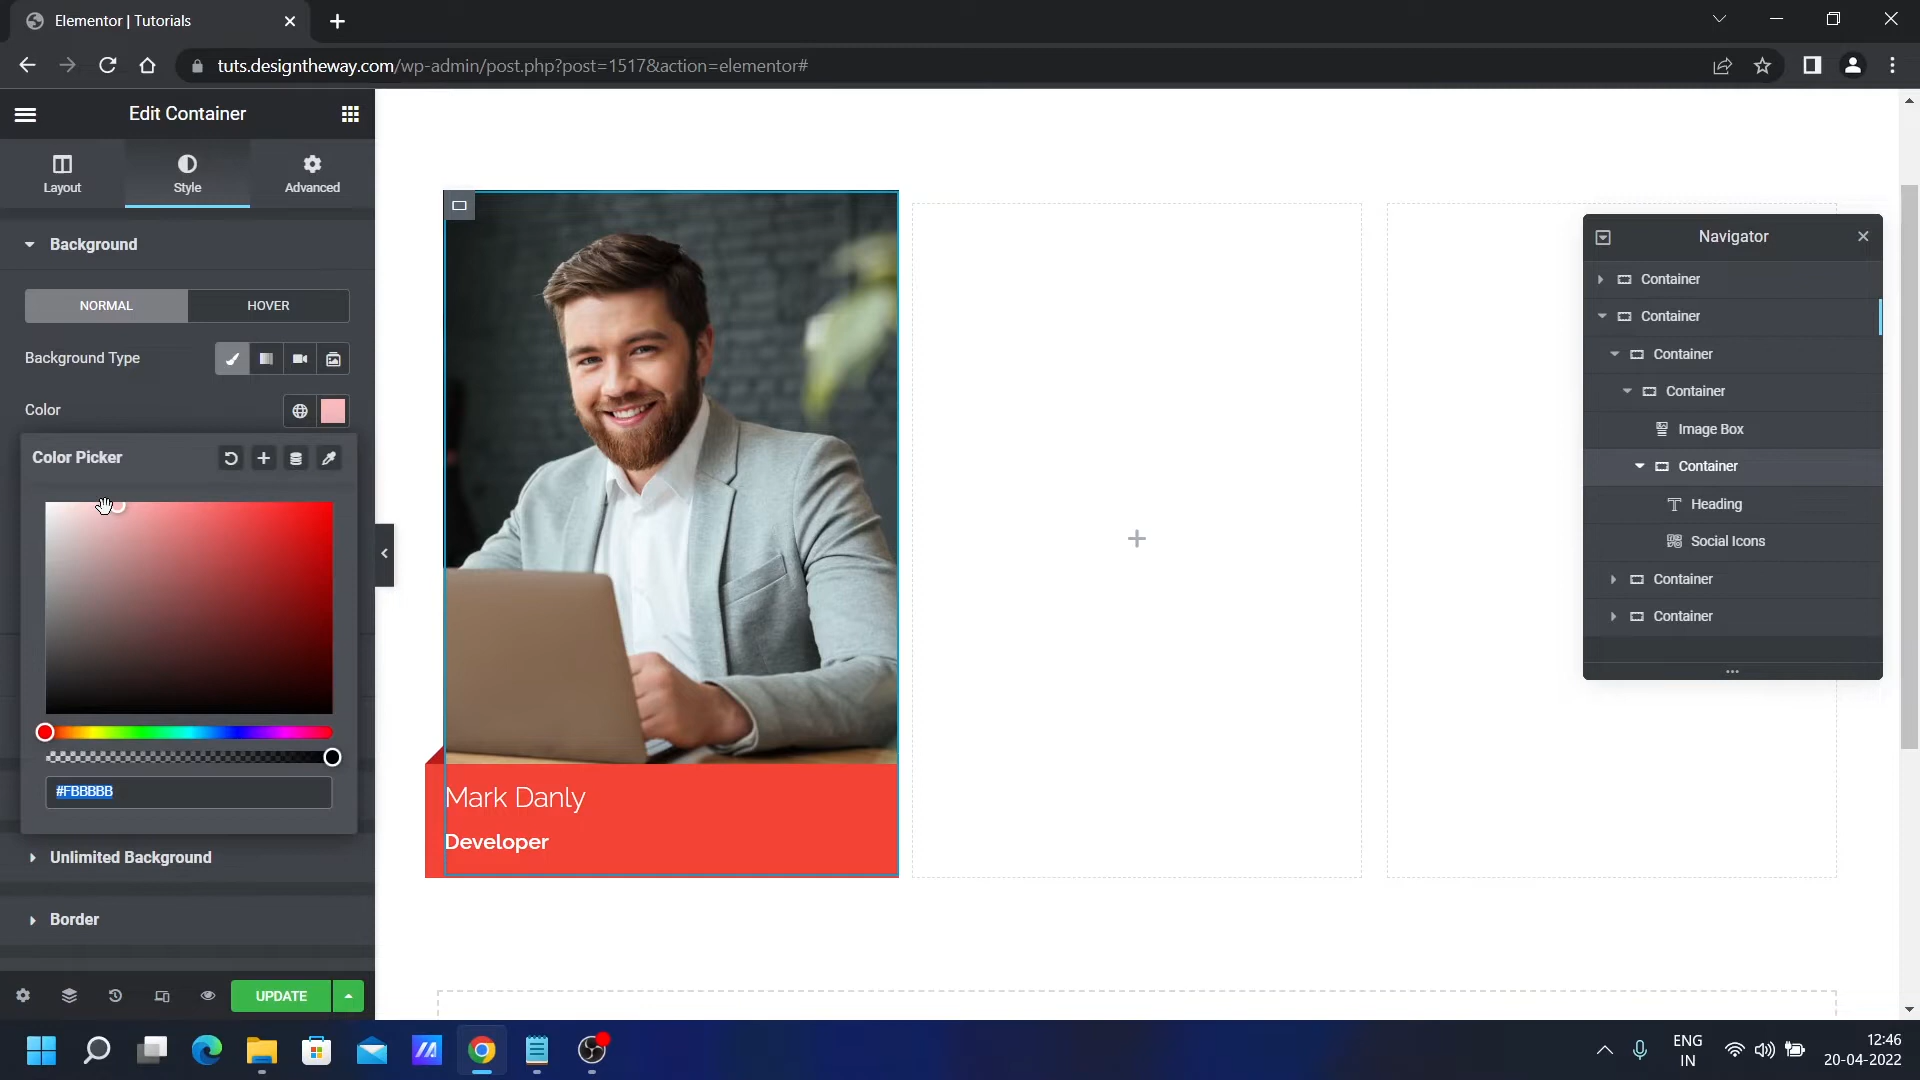 Elementor | Tutorials
tuts.designtheway.com/wp-admin/post.php?post=1517&action=elementor#
Edit Container
Layout
Style
Advanced
Background
NORMAL
HOVER
Background Type
Color
Color Picker
#FBBBBB
Unlimited Background
Border
UPDATE
Mark Danly
Developer
Navigator
Container
Container
Container
Container
Image Box
Container
Heading
Social Icons
Container
Container
ENG
IN
12:46
20-04-2022